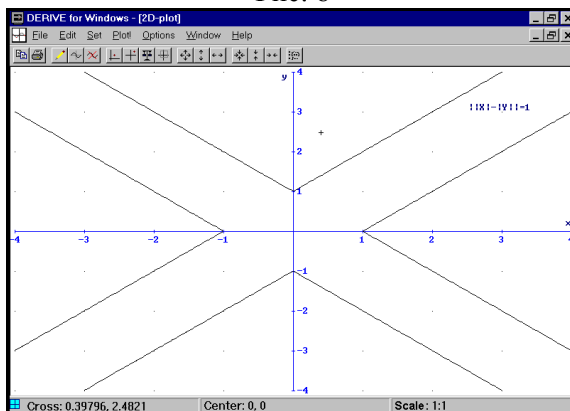 DERIVE for Windows - [2D-plot]
File Edit Set Plot! Options Window Help
y
4
||X|-|Y||=1
3
2
1
x
-4 -3 -2 -1 1 2 3 4
-1
-2
-3
-4
Cross: 0.39796, 2.4821 Center: 0, 0 Scale: 1:1